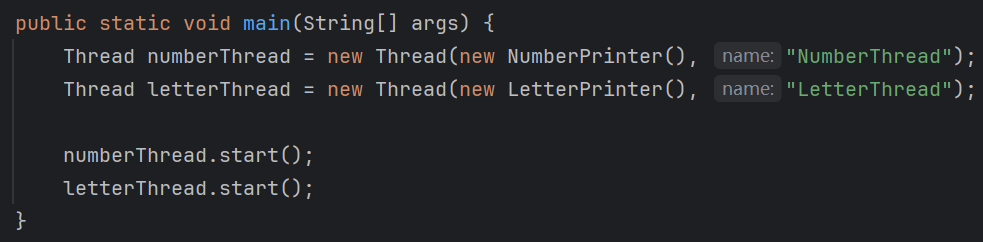 public static void main(String[] args) {
    Thread numberThread = new Thread(new NumberPrinter(), name: "NumberThread");
    Thread letterThread = new Thread(new LetterPrinter(), name: "LetterThread");

    numberThread.start();
    letterThread.start();
}